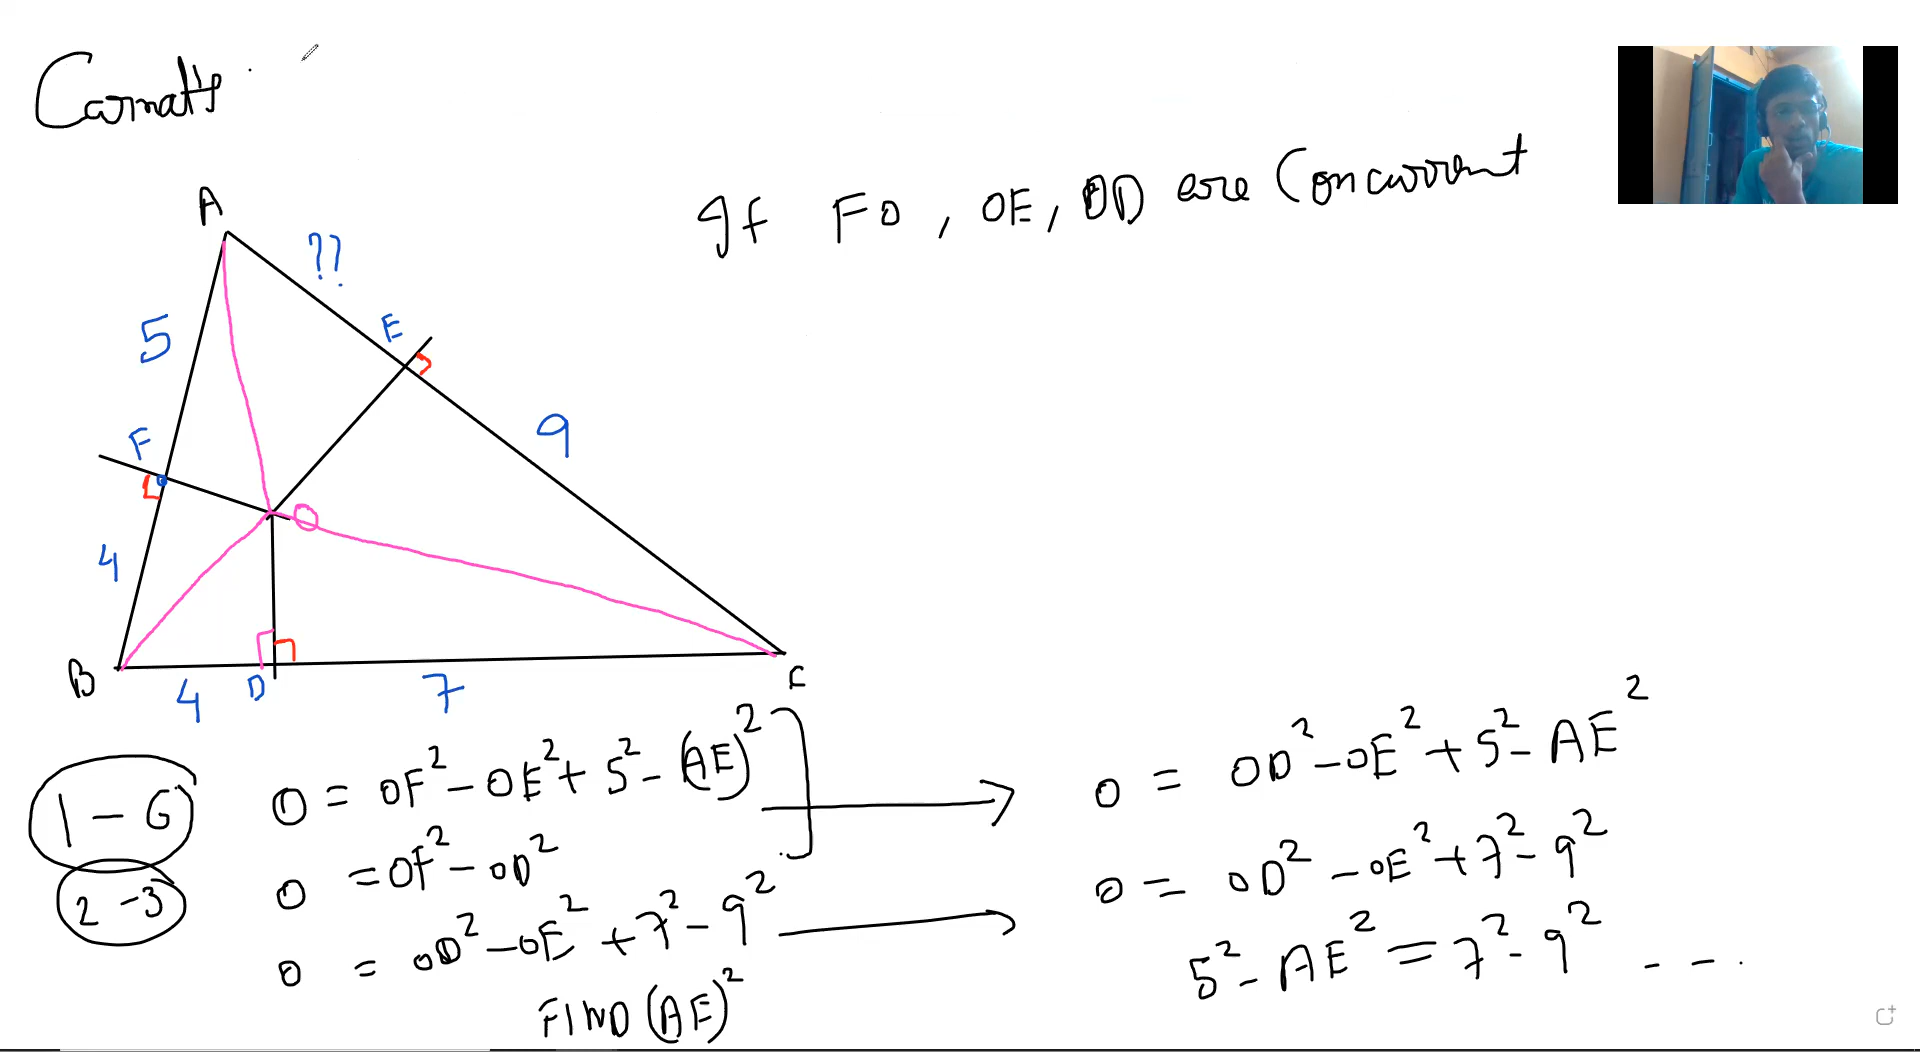 Carnot's
If FO, OE, OD are Concurrent
A
??
5
E
F
9
O
4
B
4 D 7 C
1 - 6
0 = OF² - OE² + 5² - (AE)²
0 = OF² - OD²
2 - 3
0 = OD² - OE² + 7² - 9²
FIND (AE)²
0 = OD² - OE² + 5² - AE²
0 = OD² - OE² + 7² - 9²
5² - AE² = 7² - 9² - - .